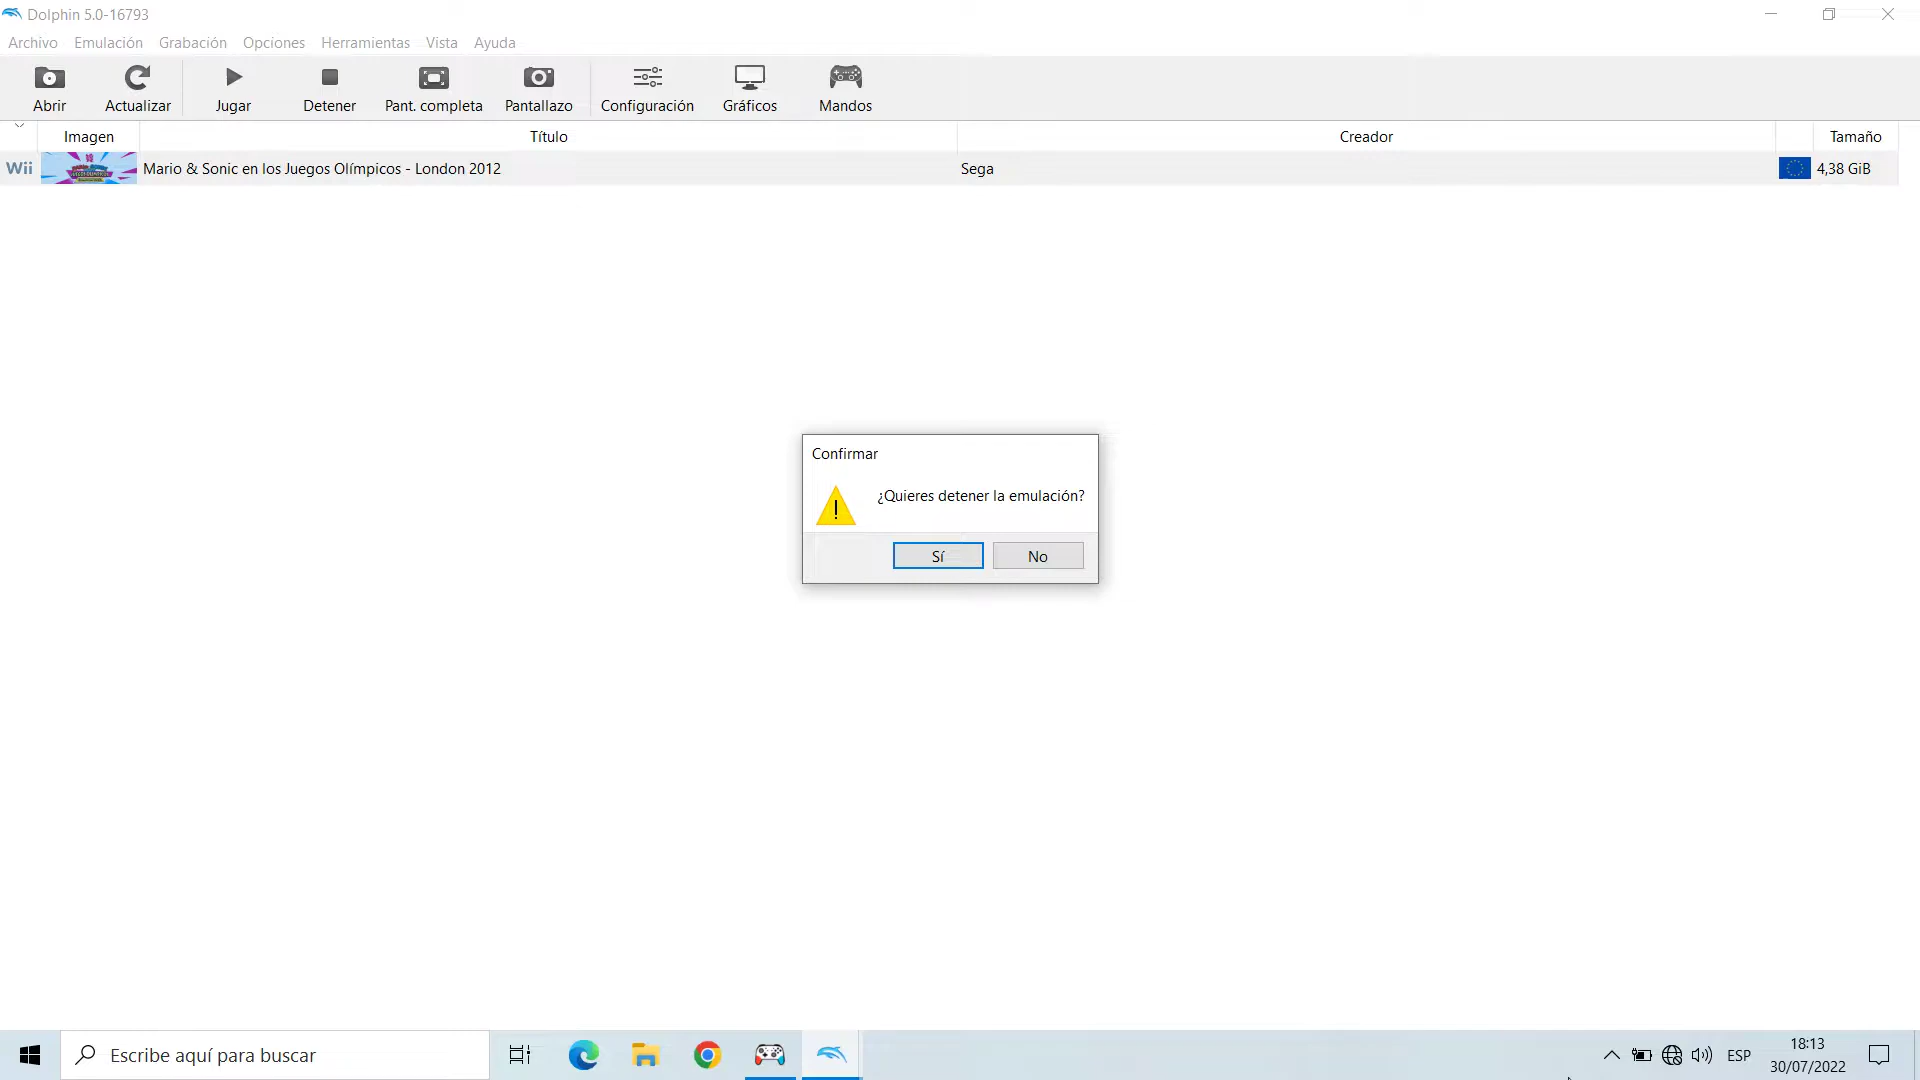 Dolphin 5.0-16793
Archivo Emulación Grabación Opciones Herramientas Vista Ayuda
Abrir Actualizar Jugar Detener Pant. completa Pantallazo Configuración Gráficos Mandos
Imagen Título Creador Tamaño
Wii Mario & Sonic en los Juegos Olímpicos - London 2012 Sega 4,38 GiB
Confirmar
¿Quieres detener la emulación?
Sí No
Escribe aquí para buscar
ESP
18:13
30/07/2022